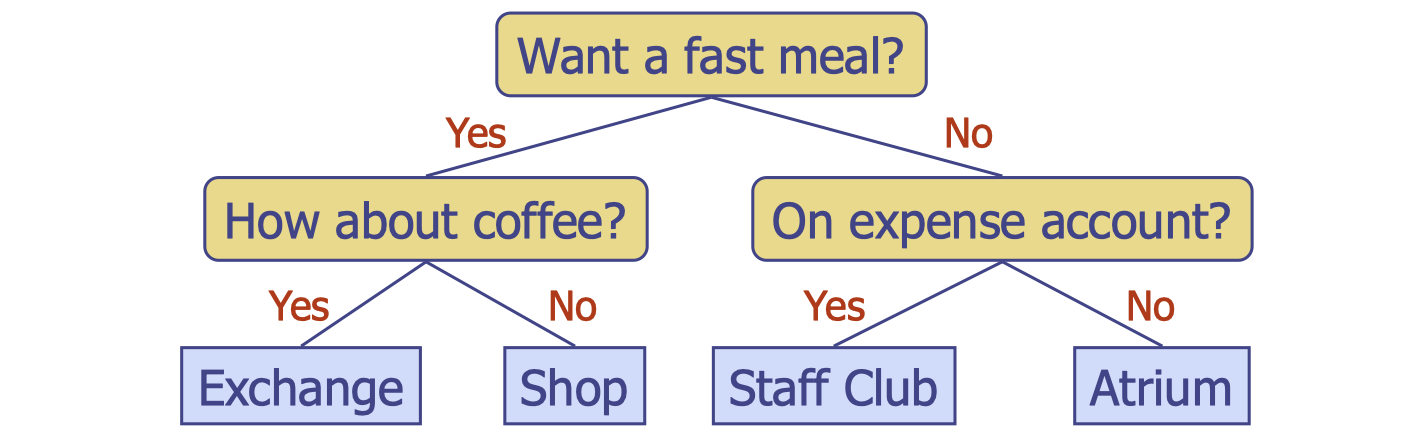 Want a fast meal?
Yes
No
How about coffee?
On expense account?
Yes
No
Yes
No
Exchange
Shop
Staff Club
Atrium